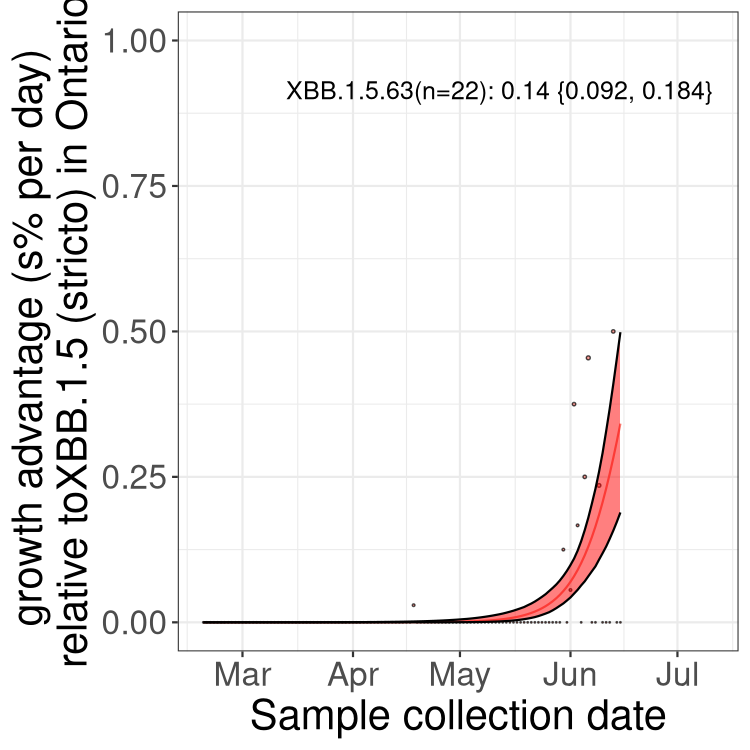 growth advantage (s% per day)
relative toXBB.1.5 (stricto) in Ontario
1.00
0.75
0.50
0.25
0.00
XBB.1.5.63(n=22): 0.14 {0.092, 0.184}
Mar Apr May Jun Jul
Sample collection date